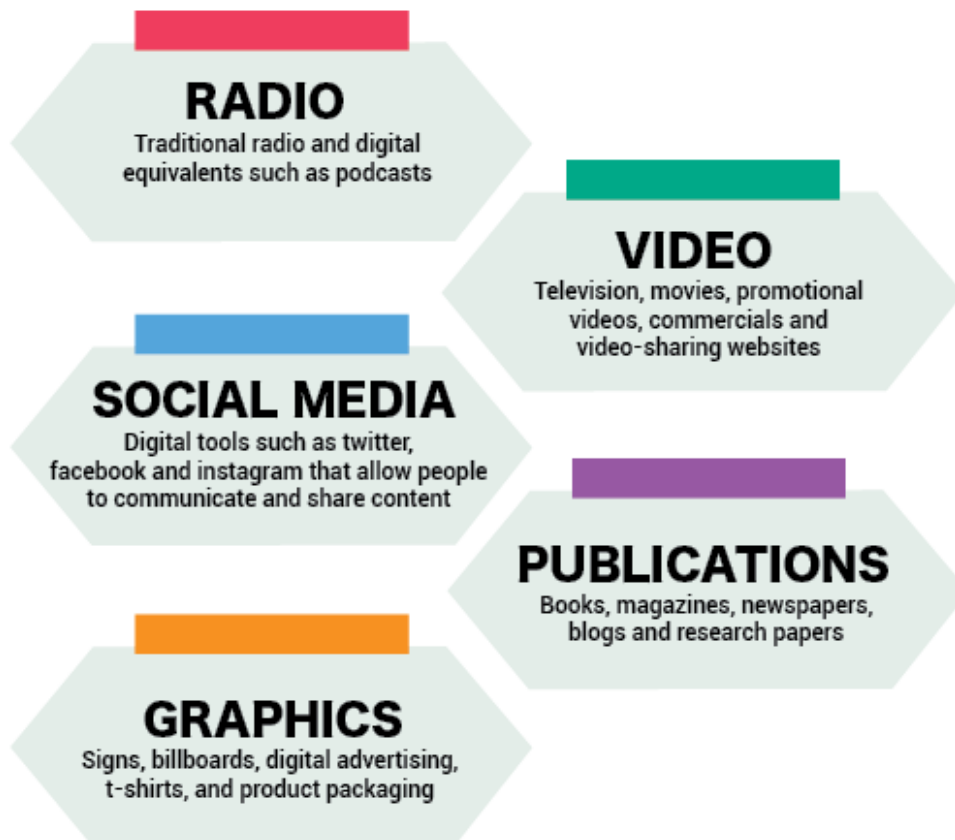 RADIO
Traditional radio and digital
equivalents such as podcasts
VIDEO
Television, movies, promotional
videos, commercials and
video-sharing websites
SOCIAL MEDIA
Digital tools such as twitter,
facebook and instagram that allow people
to communicate and share content
PUBLICATIONS
Books, magazines, newspapers,
blogs and research papers
GRAPHICS
Signs, billboards, digital advertising,
t-shirts, and product packaging